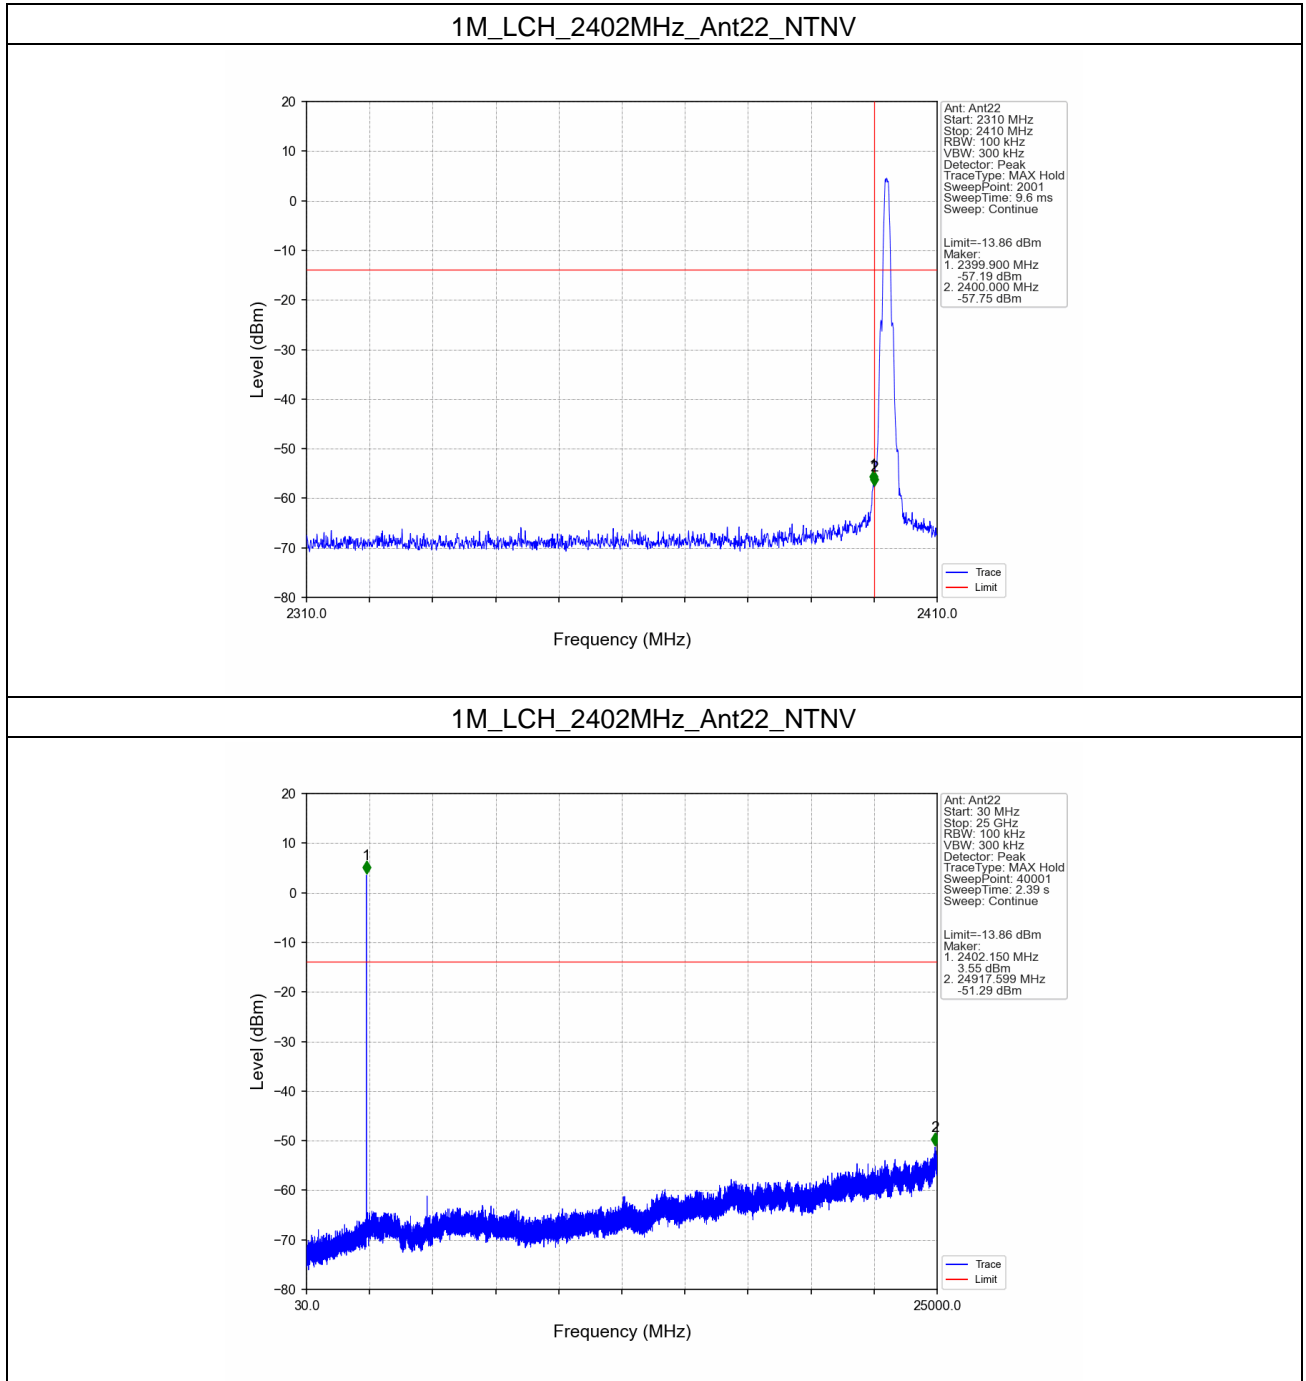 1M_LCH_2402MHz_Ant22_NTNV
20
10
0
−10
−20
−30
−40
−50
−60
−70
−80
Level (dBm)
2310.0
2410.0
Frequency (MHz)
1
2
Ant: Ant22
Start: 2310 MHz
Stop: 2410 MHz
RBW: 100 kHz
VBW: 300 kHz
Detector: Peak
TraceType: MAX Hold
SweepPoint: 2001
SweepTime: 9.6 ms
Sweep: Continue
Limit=-13.86 dBm
Maker:
1. 2399.900 MHz
-57.19 dBm
2. 2400.000 MHz
-57.75 dBm
Trace
Limit
1M_LCH_2402MHz_Ant22_NTNV
20
10
0
−10
−20
−30
−40
−50
−60
−70
−80
Level (dBm)
30.0
25000.0
Frequency (MHz)
1
2
Ant: Ant22
Start: 30 MHz
Stop: 25 GHz
RBW: 100 kHz
VBW: 300 kHz
Detector: Peak
TraceType: MAX Hold
SweepPoint: 40001
SweepTime: 2.39 s
Sweep: Continue
Limit=-13.86 dBm
Maker:
1. 2402.150 MHz
3.55 dBm
2. 24917.599 MHz
-51.29 dBm
Trace
Limit